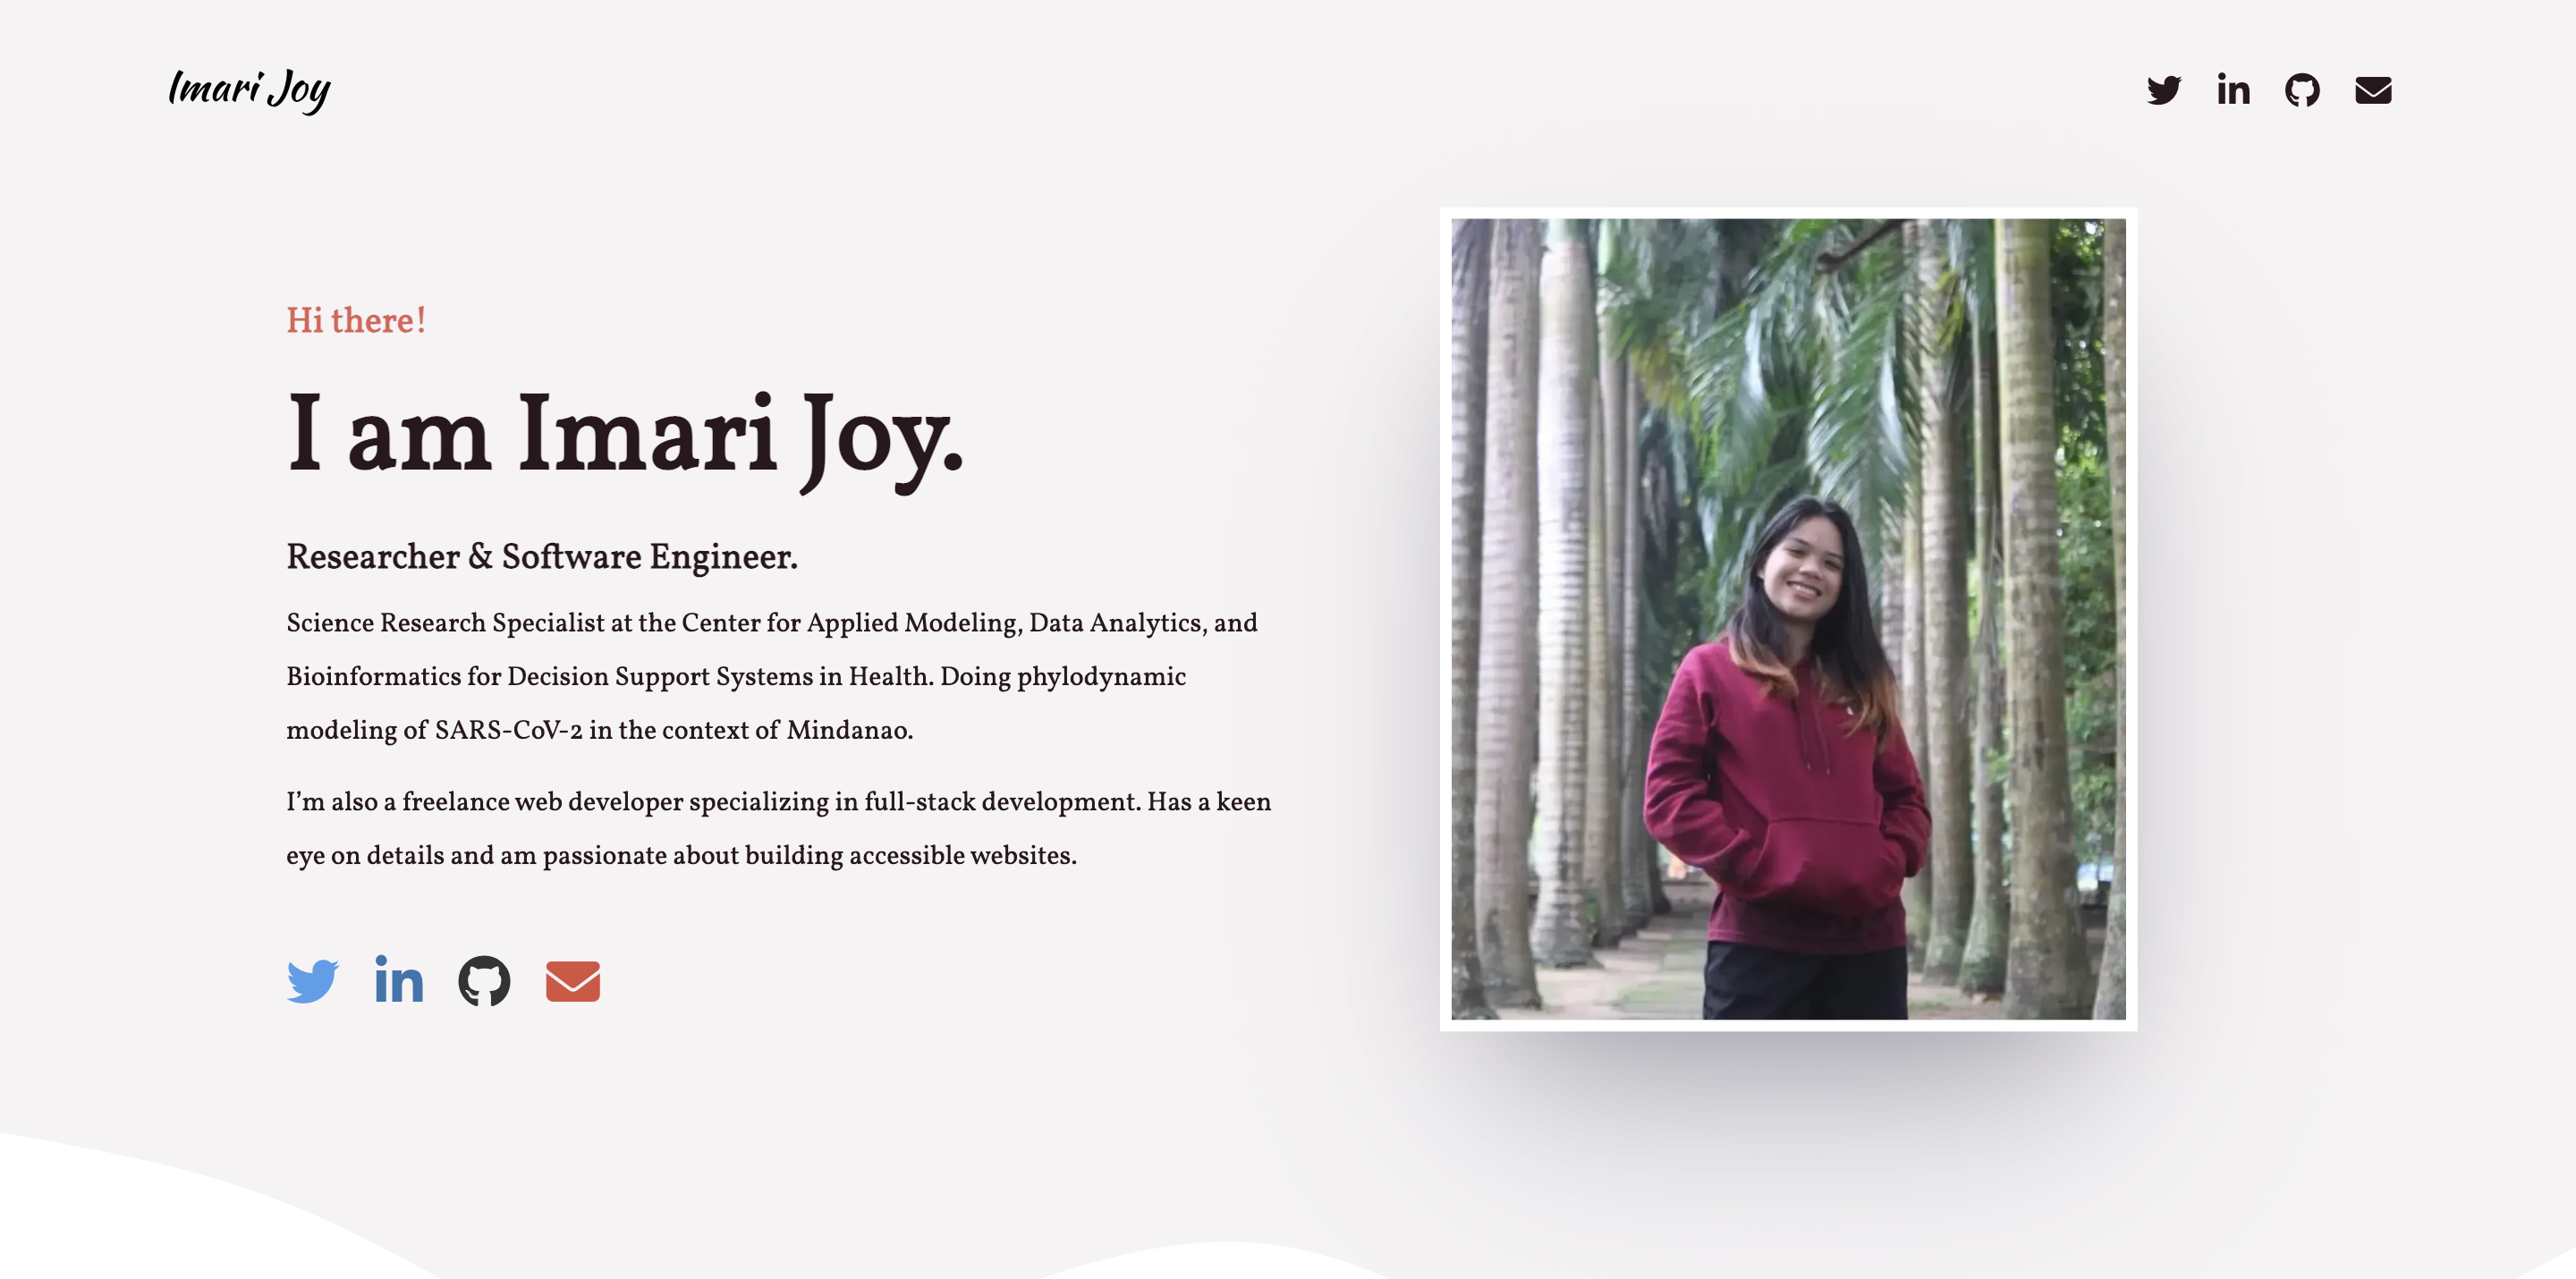 Imari Joy
Hi there!
I am Imari Joy.
Researcher & Software Engineer.
Science Research Specialist at the Center for Applied Modeling, Data Analytics, and
Bioinformatics for Decision Support Systems in Health. Doing phylodynamic
modeling of SARS-CoV-2 in the context of Mindanao.
I’m also a freelance web developer specializing in full-stack development. Has a keen
eye on details and am passionate about building accessible websites.